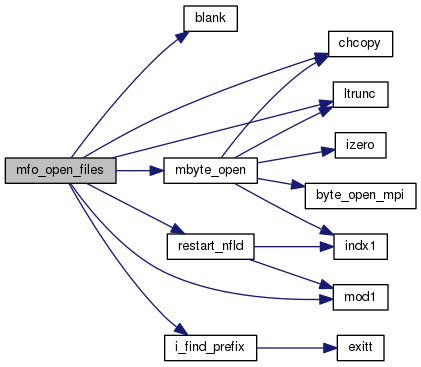 blank
chcopy
ltrunc
izero
mfo_open_files
mbyte_open
byte_open_mpi
restart_nfld
indx1
mod1
i_find_prefix
exitt